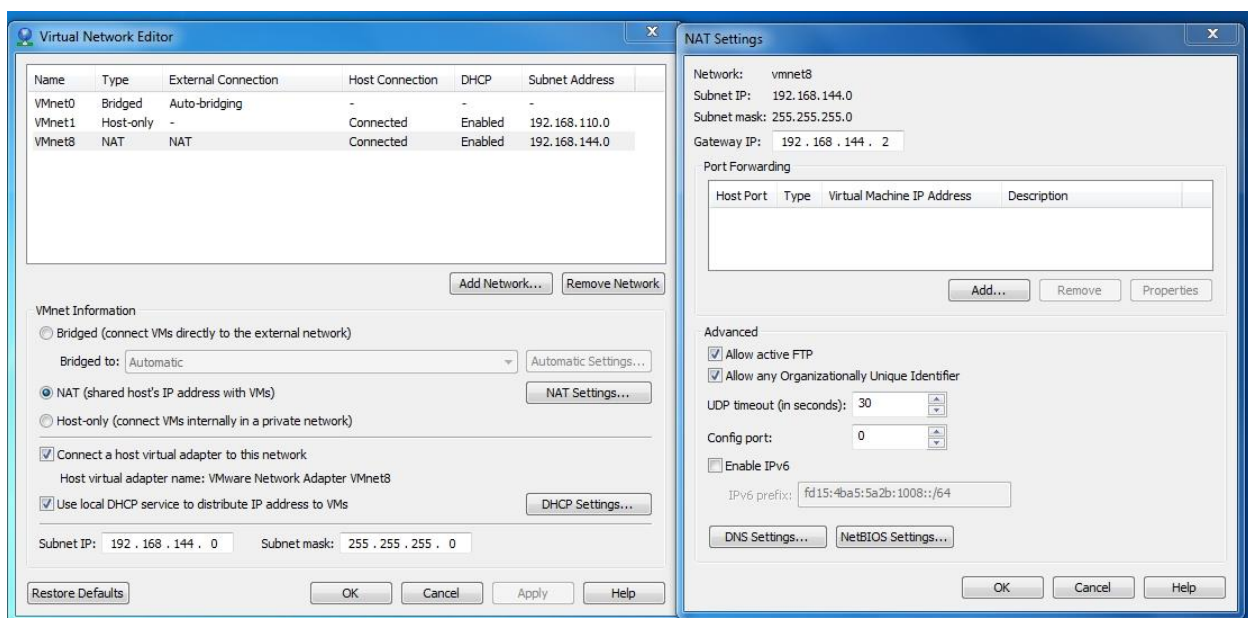 Virtual Network Editor
Name Type External Connection Host Connection DHCP Subnet Address
VMnet0 Bridged Auto-bridging - - -
VMnet1 Host-only - Connected Enabled 192.168.110.0
VMnet8 NAT NAT Connected Enabled 192.168.144.0
Add Network... Remove Network
VMnet Information
Bridged (connect VMs directly to the external network)
Bridged to: Automatic Automatic Settings...
NAT (shared host's IP address with VMs) NAT Settings...
Host-only (connect VMs internally in a private network)
Connect a host virtual adapter to this network
Host virtual adapter name: VMware Network Adapter VMnet8
Use local DHCP service to distribute IP address to VMs DHCP Settings...
Subnet IP: 192 . 168 . 144 . 0 Subnet mask: 255 . 255 . 255 . 0
Restore Defaults OK Cancel Apply Help
NAT Settings
Network: vmnet8
Subnet IP: 192.168.144.0
Subnet mask: 255.255.255.0
Gateway IP: 192 . 168 . 144 . 2
Port Forwarding
Host Port Type Virtual Machine IP Address Description
Add... Remove Properties
Advanced
Allow active FTP
Allow any Organizationally Unique Identifier
UDP timeout (in seconds): 30
Config port: 0
Enable IPv6
IPv6 prefix: fd15:4ba5:5a2b:1008::/64
DNS Settings... NetBIOS Settings...
OK Cancel Help